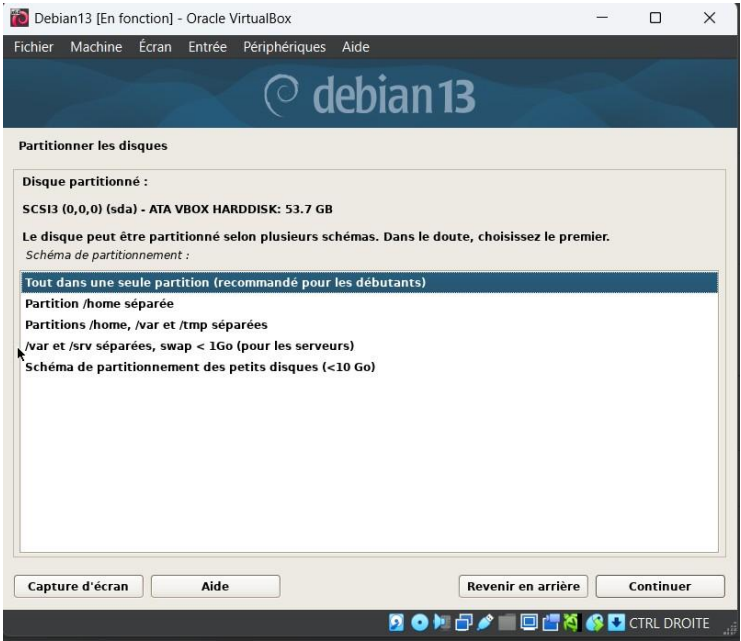 Debian13 [En fonction] - Oracle VirtualBox
Fichier Machine Écran Entrée Périphériques Aide
debian 13
Partitionner les disques
Disque partitionné :
SCSI3 (0,0,0) (sda) - ATA VBOX HARDDISK: 53.7 GB
Le disque peut être partitionné selon plusieurs schémas. Dans le doute, choisissez le premier.
Schéma de partitionnement :
Tout dans une seule partition (recommandé pour les débutants)
Partition /home séparée
Partitions /home, /var et /tmp séparées
/var et /srv séparées, swap < 1Go (pour les serveurs)
Schéma de partitionnement des petits disques (<10 Go)
Capture d'écran Aide Revenir en arrière Continuer
CTRL DROITE